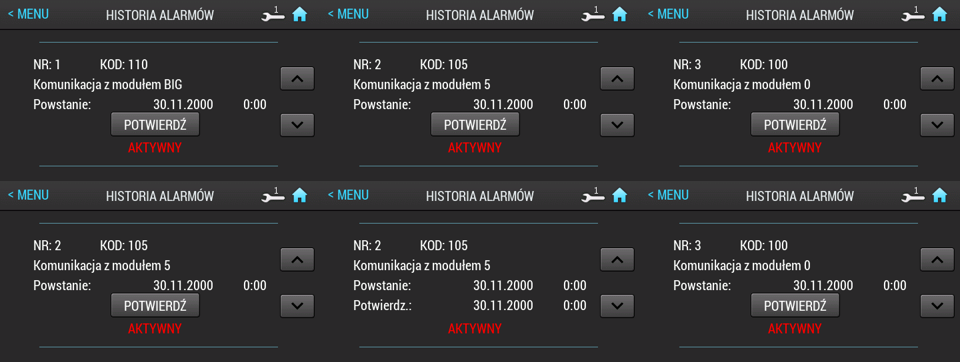 < MENU HISTORIA ALARMÓW 1
NR: 1 KOD: 110
Komunikacja z modułem BIG
Powstanie: 30.11.2000 0:00
POTWIERDŹ
AKTYWNY
< MENU HISTORIA ALARMÓW 1
NR: 2 KOD: 105
Komunikacja z modułem 5
Powstanie: 30.11.2000 0:00
POTWIERDŹ
AKTYWNY
< MENU HISTORIA ALARMÓW 1
NR: 3 KOD: 100
Komunikacja z modułem 0
Powstanie: 30.11.2000 0:00
POTWIERDŹ
AKTYWNY
< MENU HISTORIA ALARMÓW 1
NR: 2 KOD: 105
Komunikacja z modułem 5
Powstanie: 30.11.2000 0:00
POTWIERDŹ
AKTYWNY
< MENU HISTORIA ALARMÓW 1
NR: 2 KOD: 105
Komunikacja z modułem 5
Powstanie: 30.11.2000 0:00
Potwierdz.: 30.11.2000 0:00
AKTYWNY
< MENU HISTORIA ALARMÓW 1
NR: 3 KOD: 100
Komunikacja z modułem 0
Powstanie: 30.11.2000 0:00
POTWIERDŹ
AKTYWNY